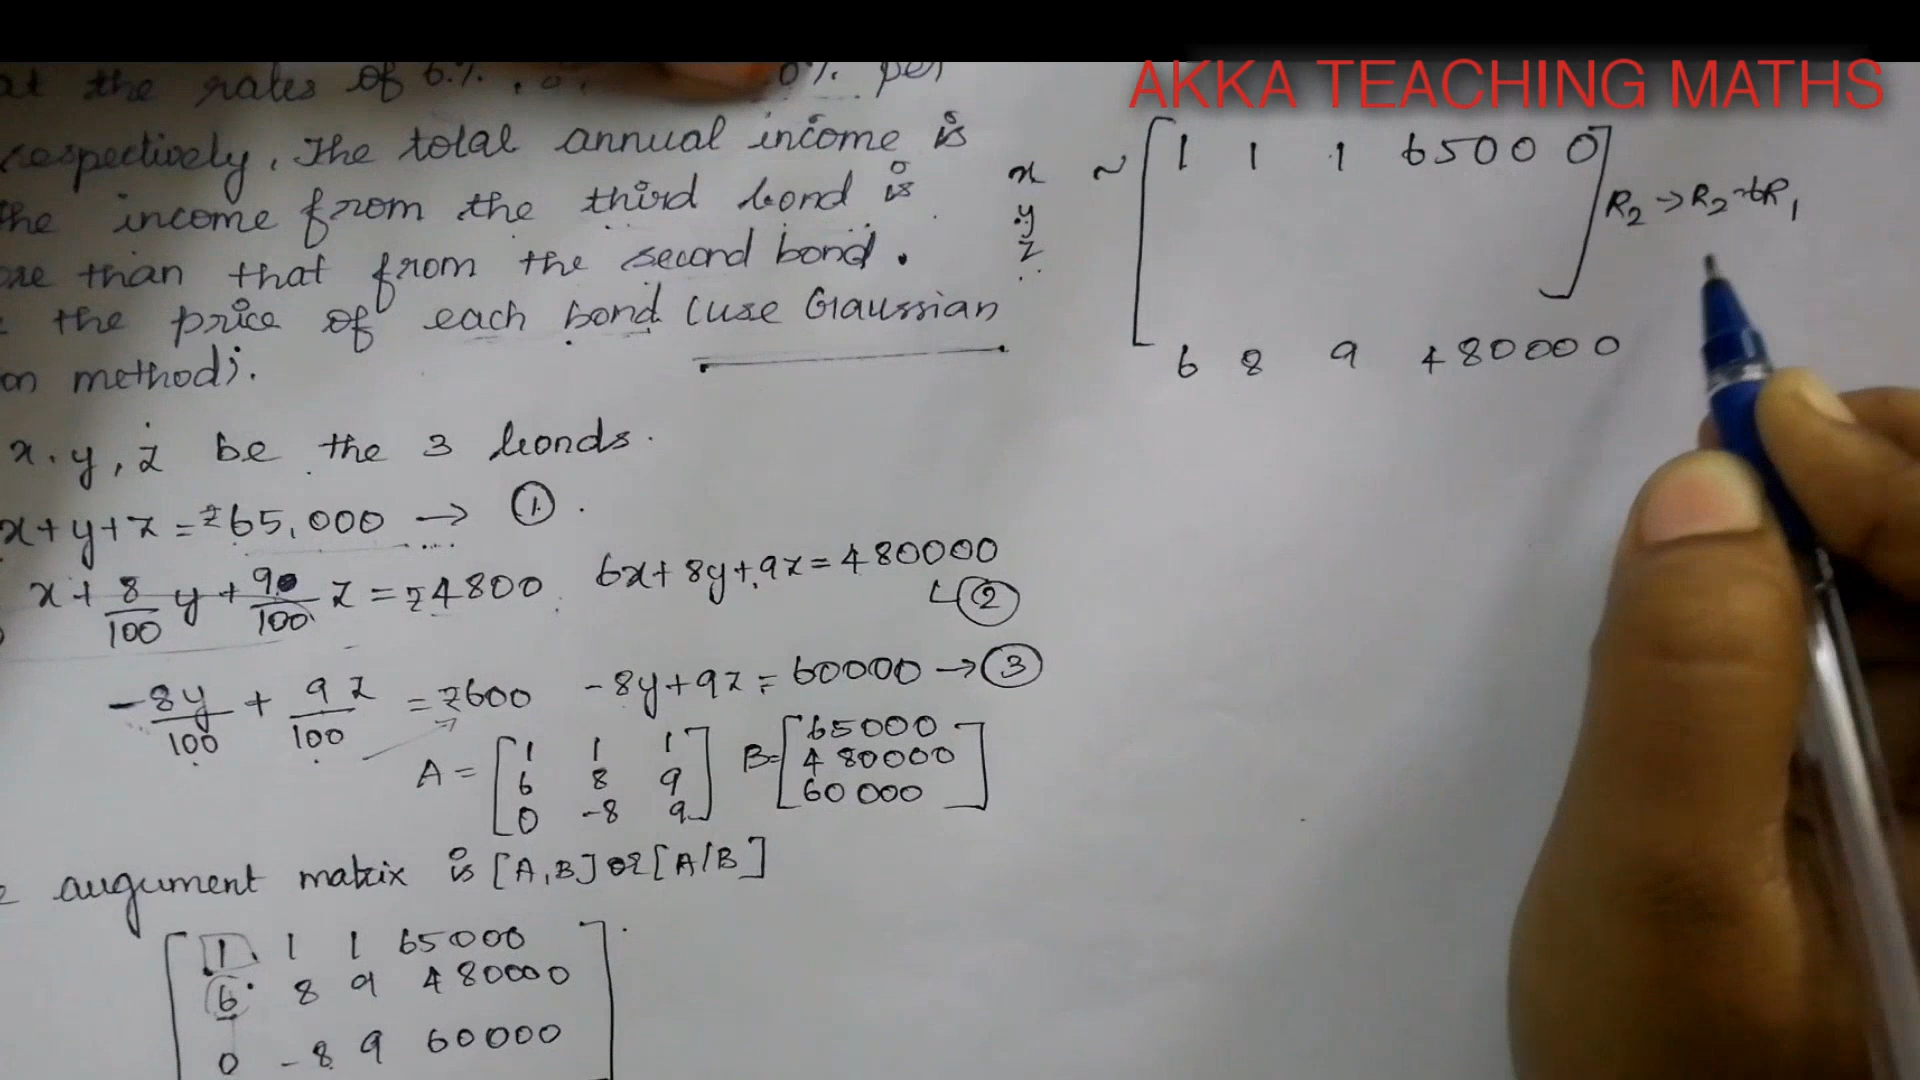 AKKA TEACHING MATHS
at the rates of 6% 0% per
respectively. The total annual income is
the income from the third bond is
ore than that from the second bond.
the price of each bond (use Gaussian
on method).
x, y, z be the 3 bonds.
x+y+z = ₹65,000 → ①.
x + 8/100 y + 9/100 z = ₹4800 6x+8y+9z = 480000
↳ ②
-8y/100 + 9z/100 = ₹600 -8y+9z = 60000 → ③
A = [1 1 1 B = [65000
6 8 9 480000
0 -8 9] 60000]
augument matrix is [A,B] or [A/B]
[1 1 1 65000
6 8 9 480000
0 -8 9 60000
x
y
z
~ [1 1 1 65000] R2 → R2 - 6R1
6 8 9 480000